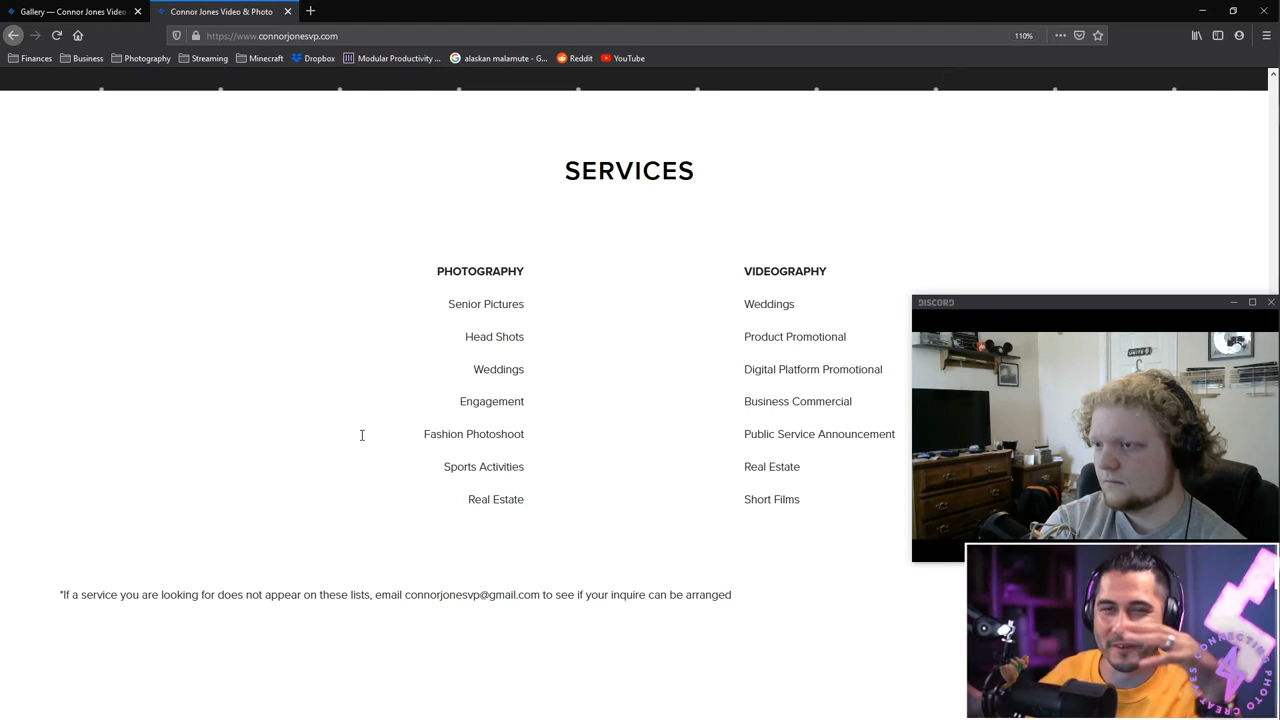 Gallery — Connor Jones Video
Connor Jones Video & Photo
https://www.connorjonesvp.com
110%
Finances
Business
Photography
Streaming
Minecraft
Dropbox
Modular Productivity ...
alaskan malamute - G...
Reddit
YouTube
SERVICES
PHOTOGRAPHY
Senior Pictures
Head Shots
Weddings
Engagement
Fashion Photoshoot
Sports Activities
Real Estate
VIDEOGRAPHY
Weddings
Product Promotional
Digital Platform Promotional
Business Commercial
Public Service Announcement
Real Estate
Short Films
*If a service you are looking for does not appear on these lists, email connorjonesvp@gmail.com to see if your inquire can be arranged
DISCORD
CONNECTING PHOTO CREATIVES